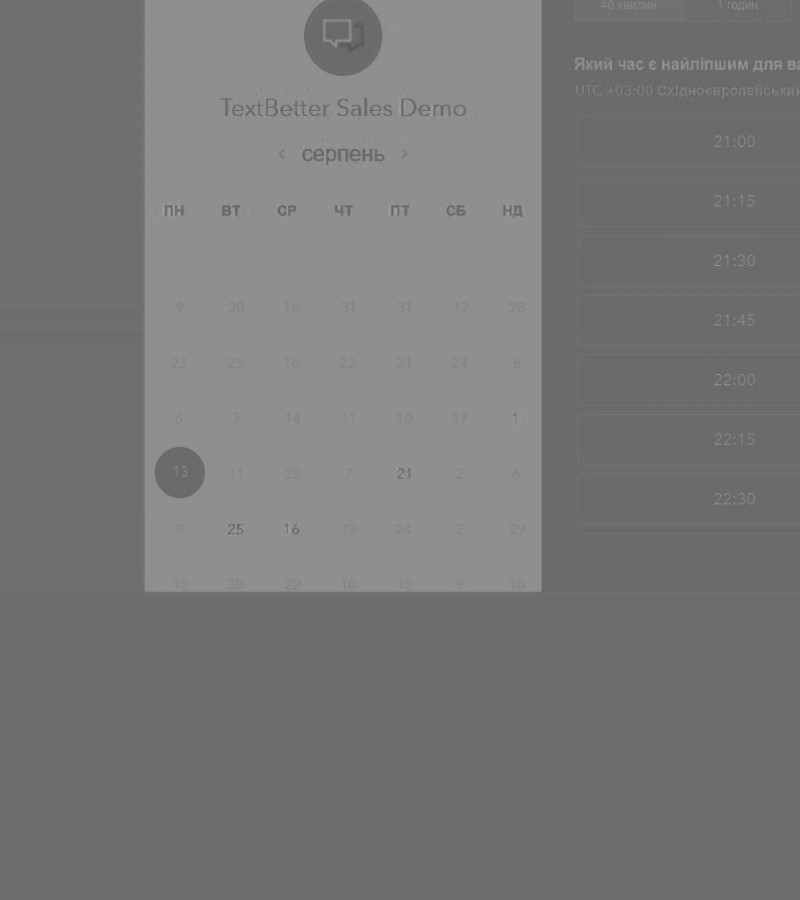 TextBetter Sales Demo
‹ серпень ›
ПН ВТ СР ЧТ ПТ СБ НД
9 20 16 31 31 12 28
23 25 16 23 21 24 5
6 3 14 11 10 17 1
13 11 22 7 21 2 6
8 25 16 13 24 2 29
12 30 22 10 12 9 10
40 хвилин 1 годин
Який час є найліпшим для ва
UTC +03:00 Східноєвропейський
21:00
21:15
21:30
21:45
22:00
22:15
22:30